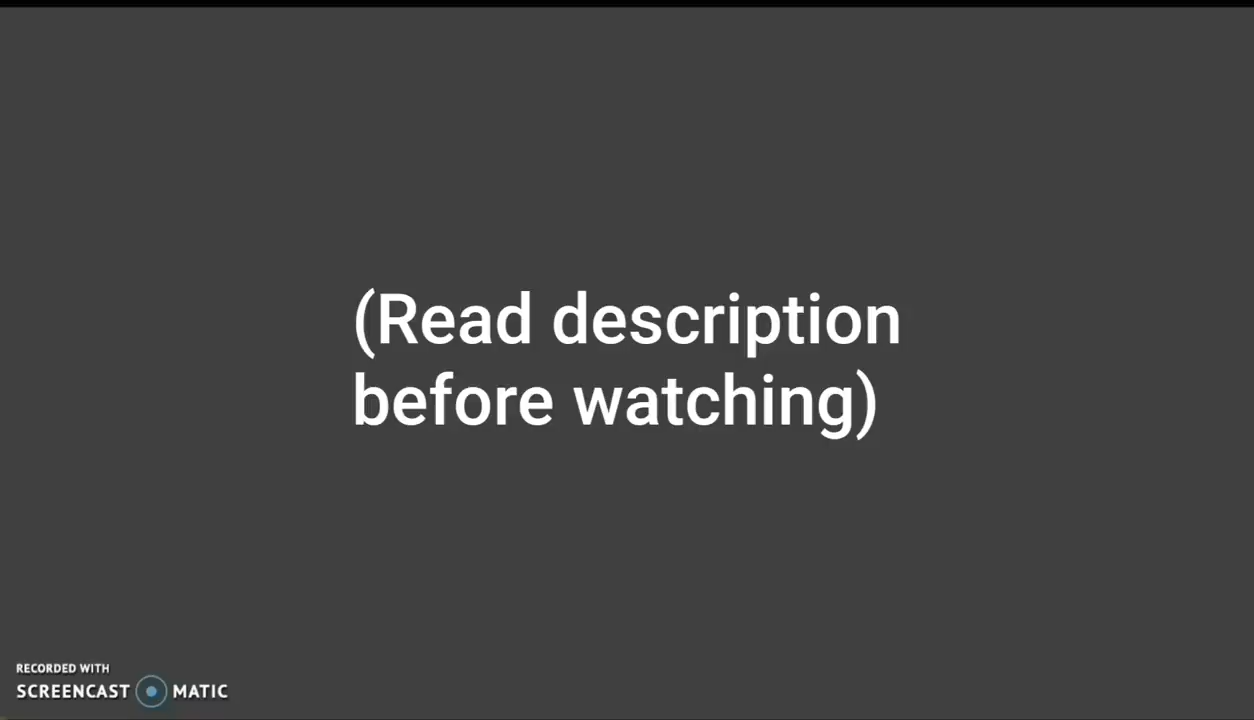 (Read description
before watching)
RECORDED WITH
SCREENCAST MATIC